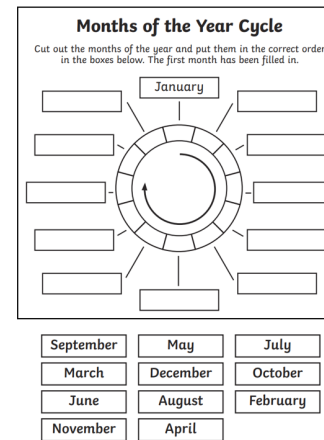 Months of the Year Cycle
Cut out the months of the year and put them in the correct order
in the boxes below. The first month has been filled in.
January
September May July
March December October
June August February
November April